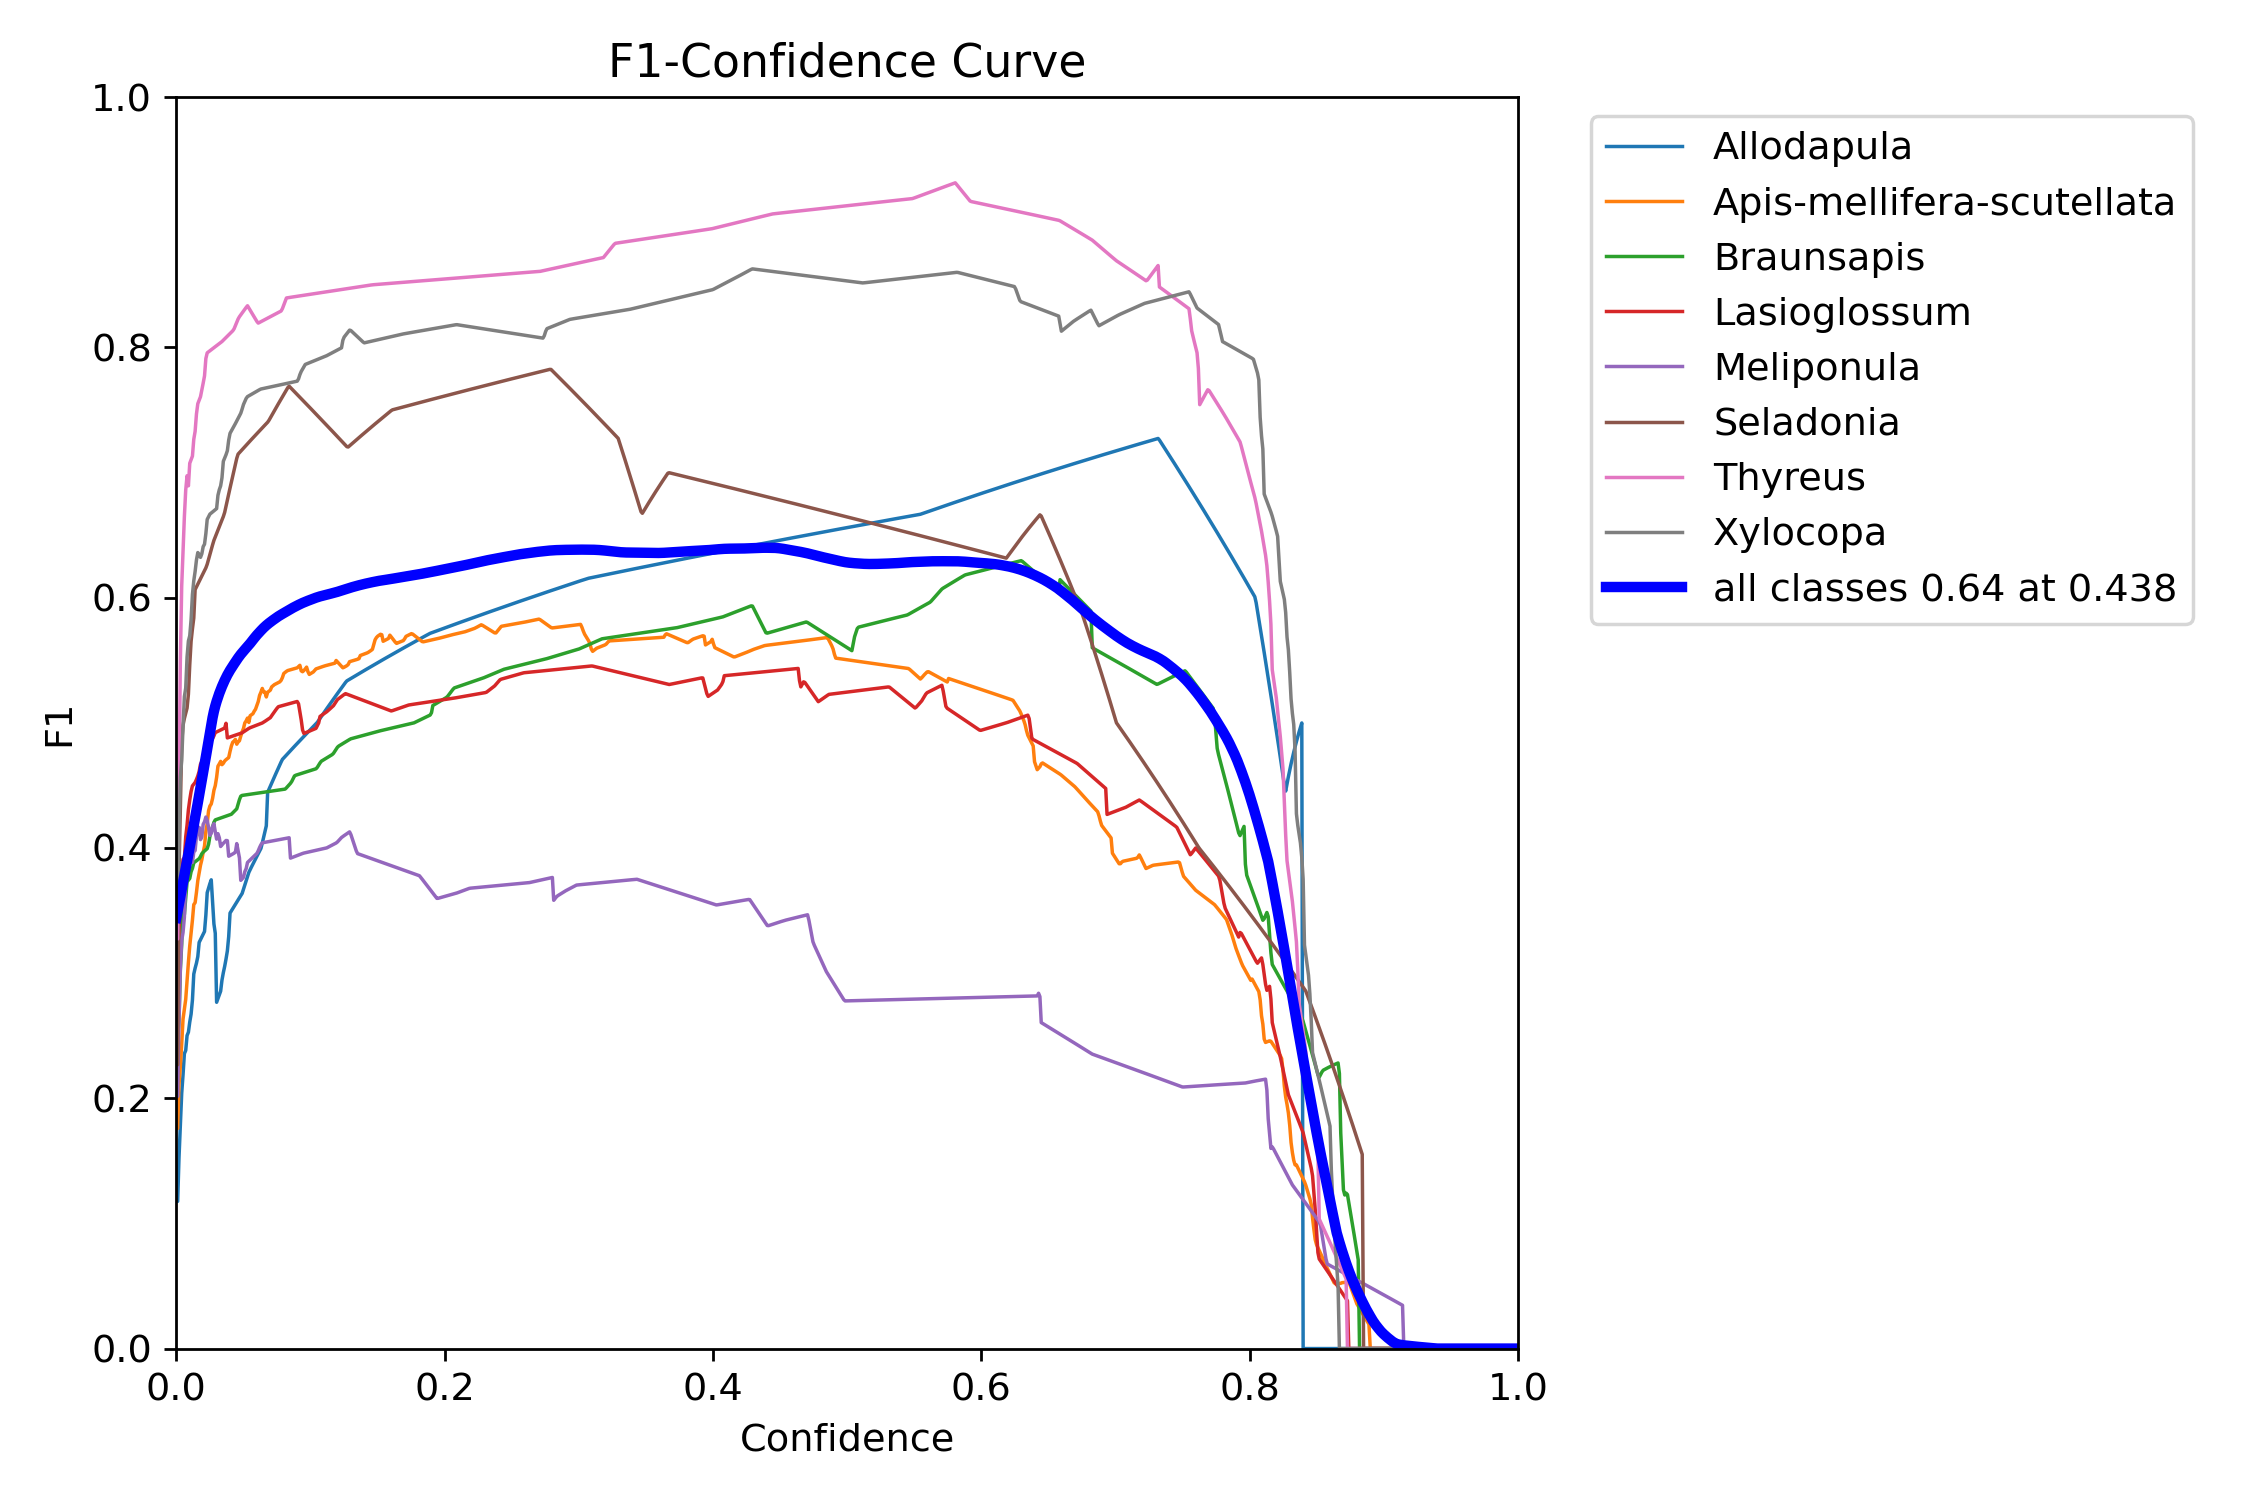 F1-Confidence Curve
1.0
0.8
0.6
0.4
0.2
0.0
F1
0.0 0.2 0.4 0.6 0.8 1.0
Confidence
Allodapula
Apis-mellifera-scutellata
Braunsapis
Lasioglossum
Meliponula
Seladonia
Thyreus
Xylocopa
all classes 0.64 at 0.438